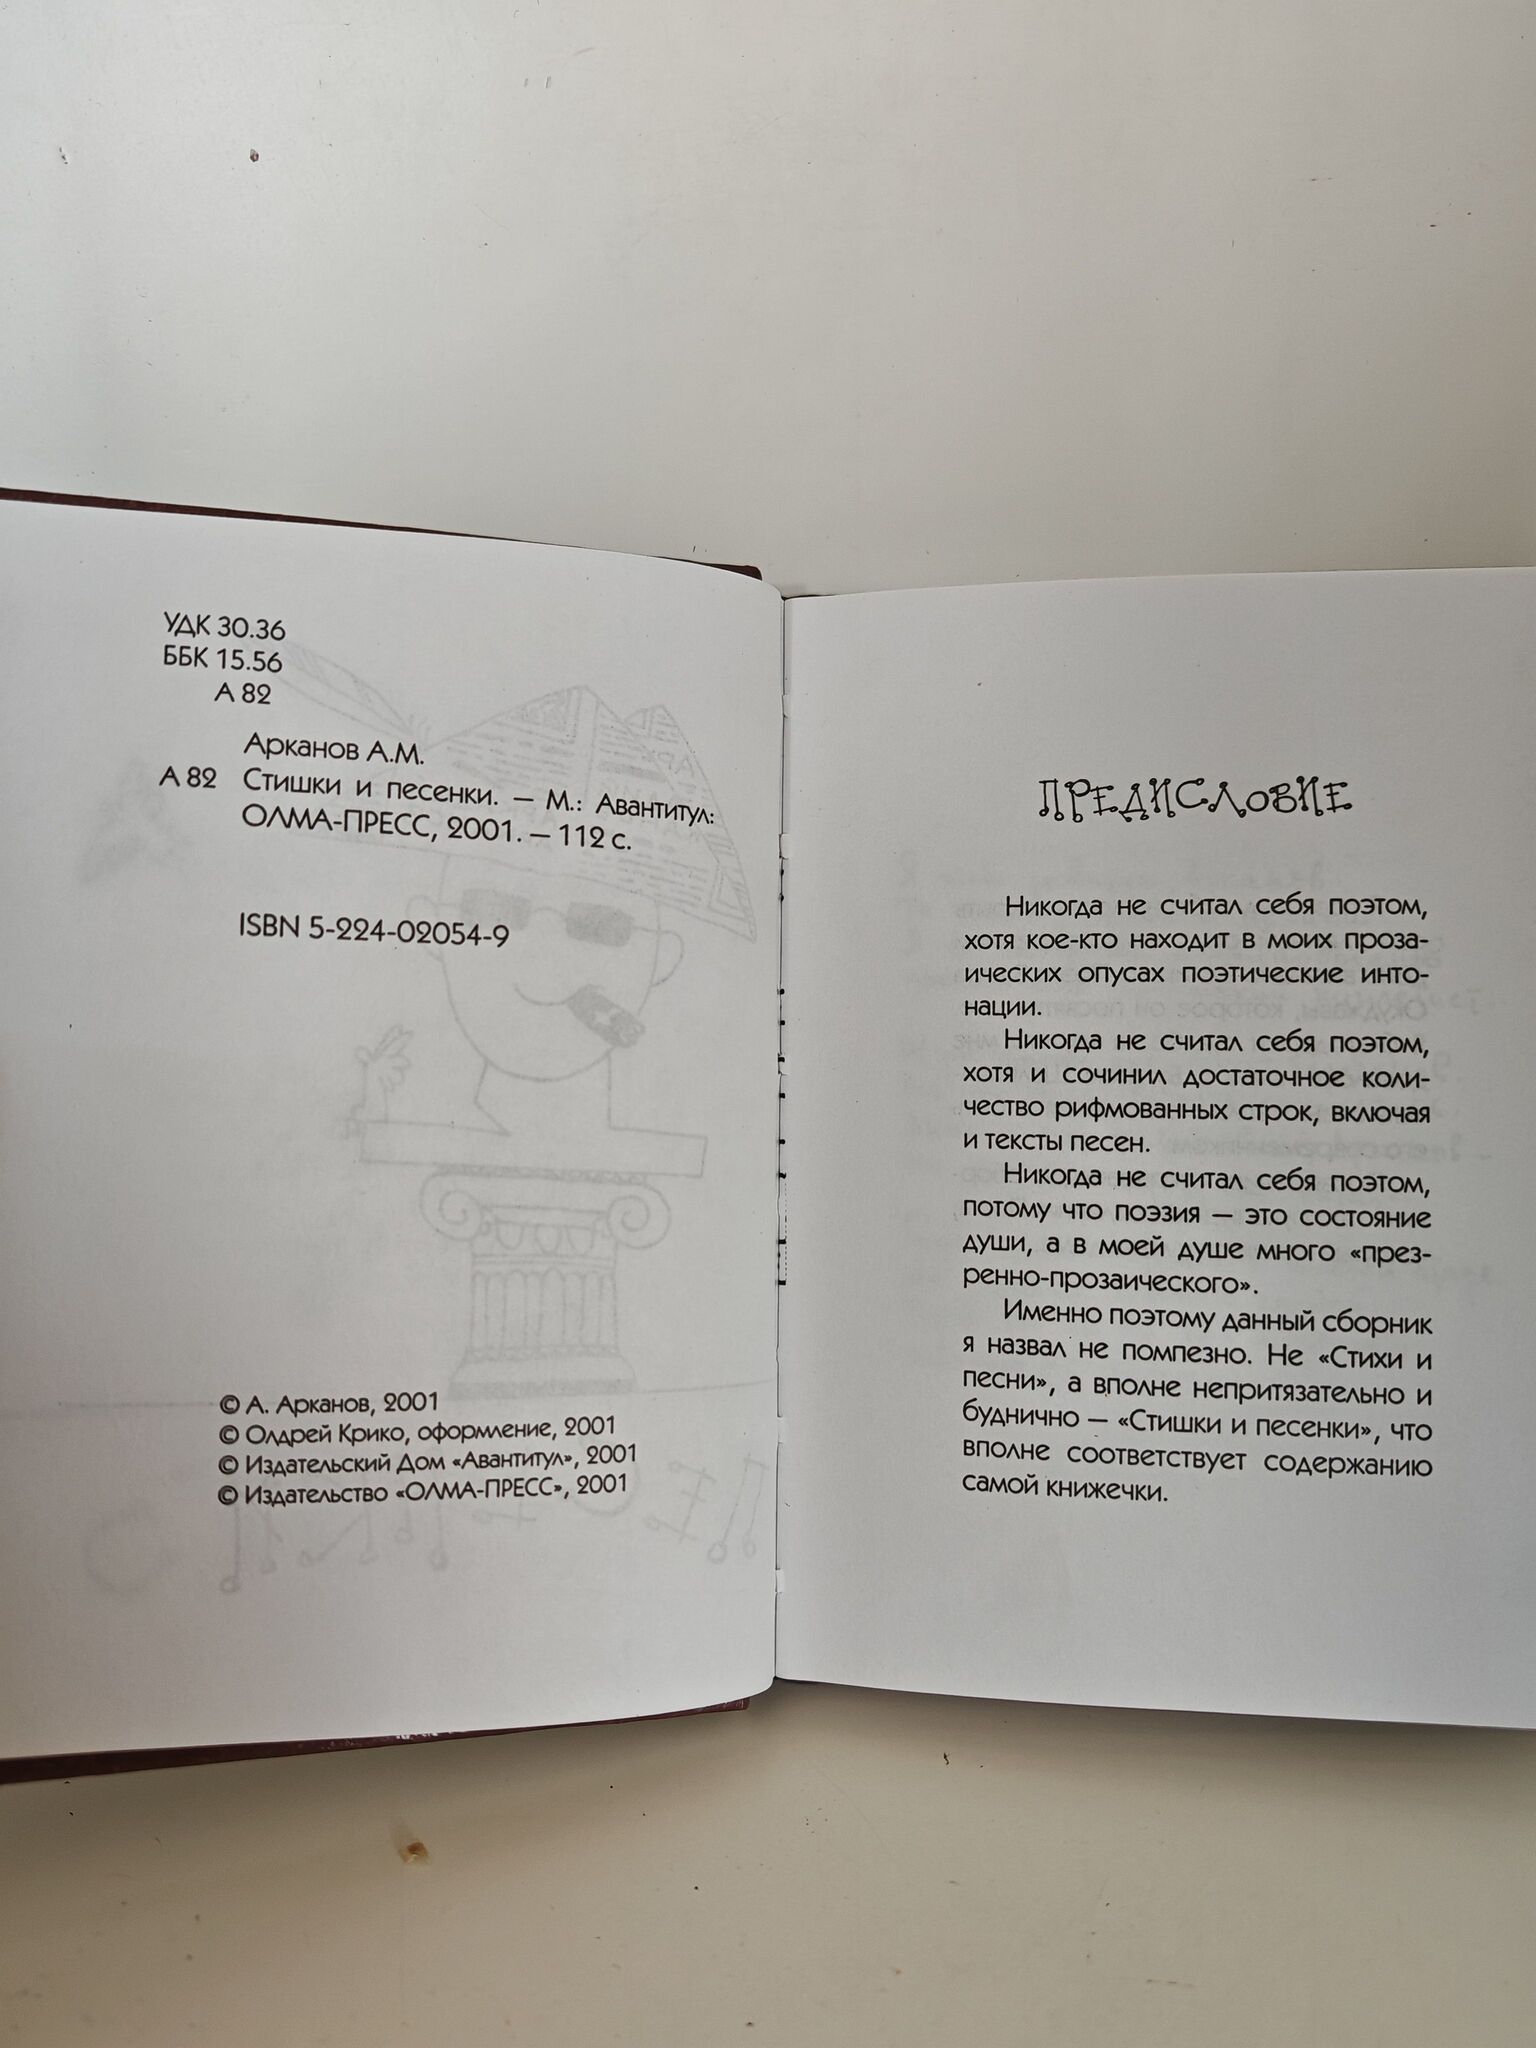 УДК 30.36
ББК 15.56
А 82
Арканов А.М.
А 82 Стишки и песенки. — М.: Авантитул:
ОЛМА-ПРЕСС, 2001. — 112 с.
ISBN 5-224-02054-9
© А. Арканов, 2001
© Олдрей Крико, оформление, 2001
© Издательский Дом «Авантитул», 2001
© Издательство «ОЛМА-ПРЕСС», 2001
ПРЕДИСЛОВИЕ
Никогда не считал себя поэтом,
хотя кое-кто находит в моих проза-
ических опусах поэтические инто-
нации.
Никогда не считал себя поэтом,
хотя и сочинил достаточное коли-
чество рифмованных строк, включая
и тексты песен.
Никогда не считал себя поэтом,
потому что поэзия — это состояние
души, а в моей душе много «през-
ренно-прозаического».
Именно поэтому данный сборник
я назвал не помпезно. Не «Стихи и
песни», а вполне непритязательно и
буднично — «Стишки и песенки», что
вполне соответствует содержанию
самой книжечки.